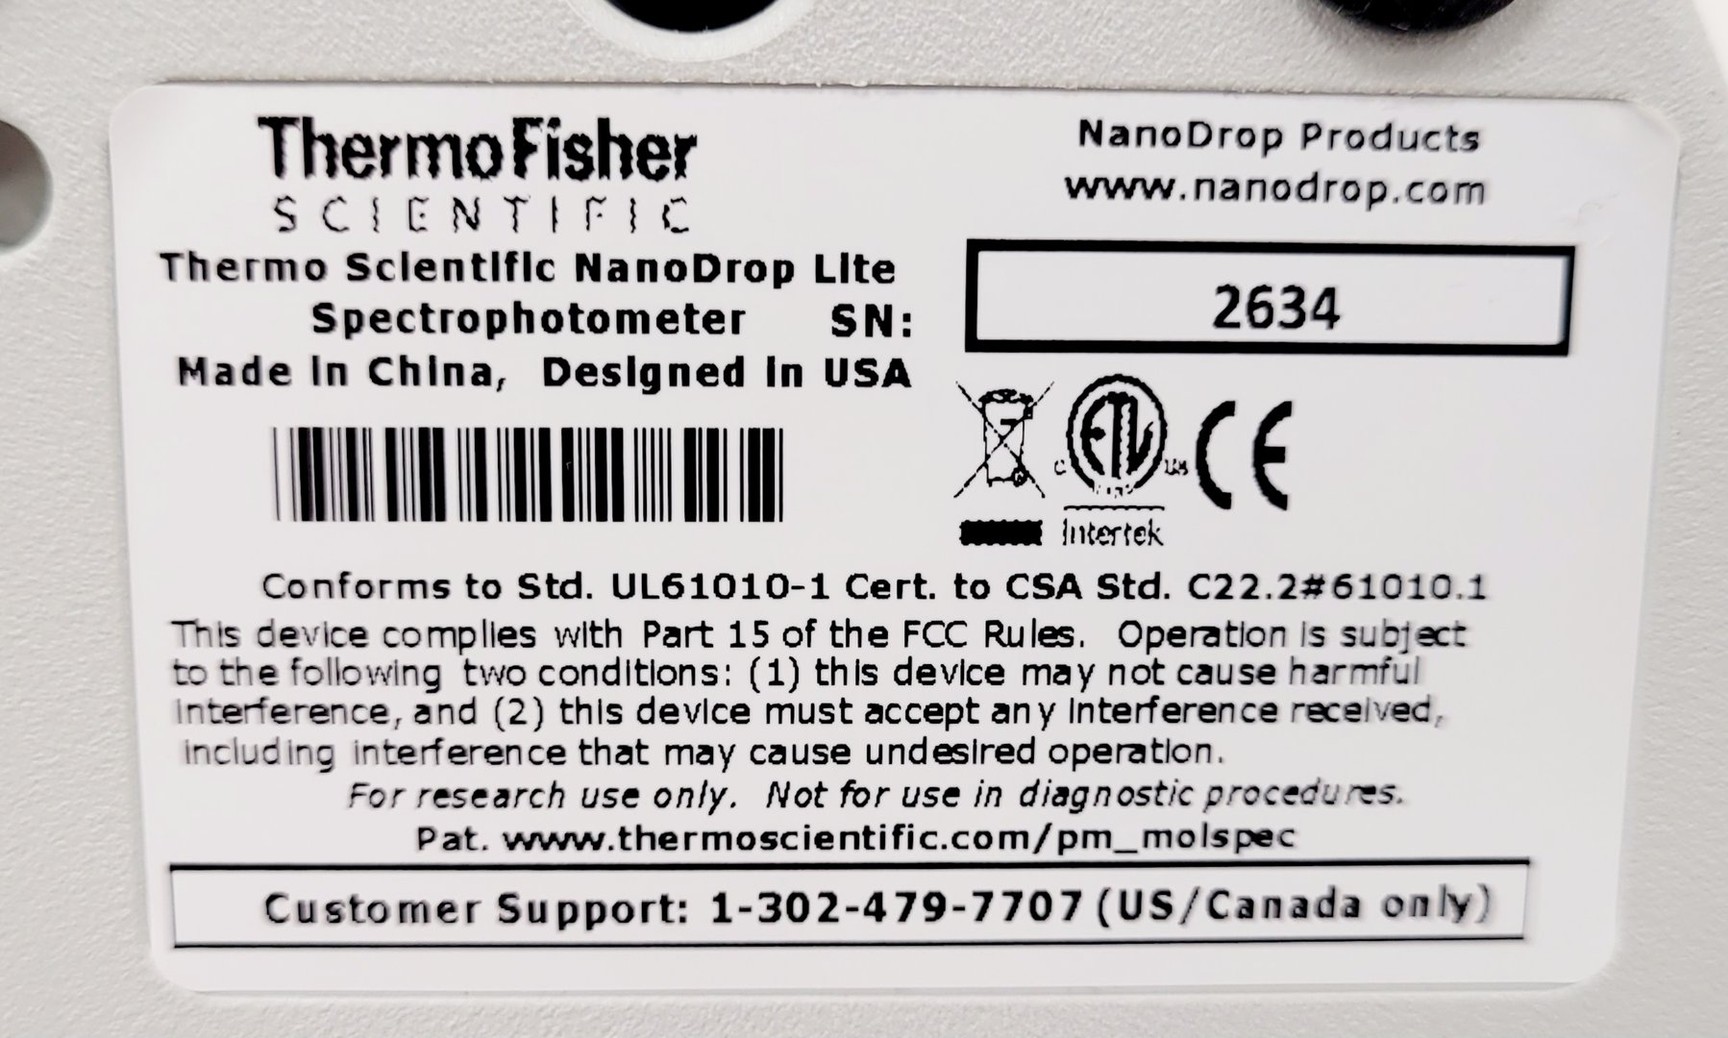 ThermoFisher
SCIENTIFIC
NanoDrop Products
www.nanodrop.com
Thermo Scientific NanoDrop Lite
Spectrophotometer SN:
2634
Made in China, Designed in USA
C ETL US
Intertek
CE
Conforms to Std. UL61010-1 Cert. to CSA Std. C22.2#61010.1
This device complies with Part 15 of the FCC Rules. Operation is subject
to the following two conditions: (1) this device may not cause harmful
interference, and (2) this device must accept any interference received,
including interference that may cause undesired operation.
For research use only. Not for use in diagnostic procedures.
Pat. www.thermoscientific.com/pm_molspec
Customer Support: 1-302-479-7707 (US/Canada only)